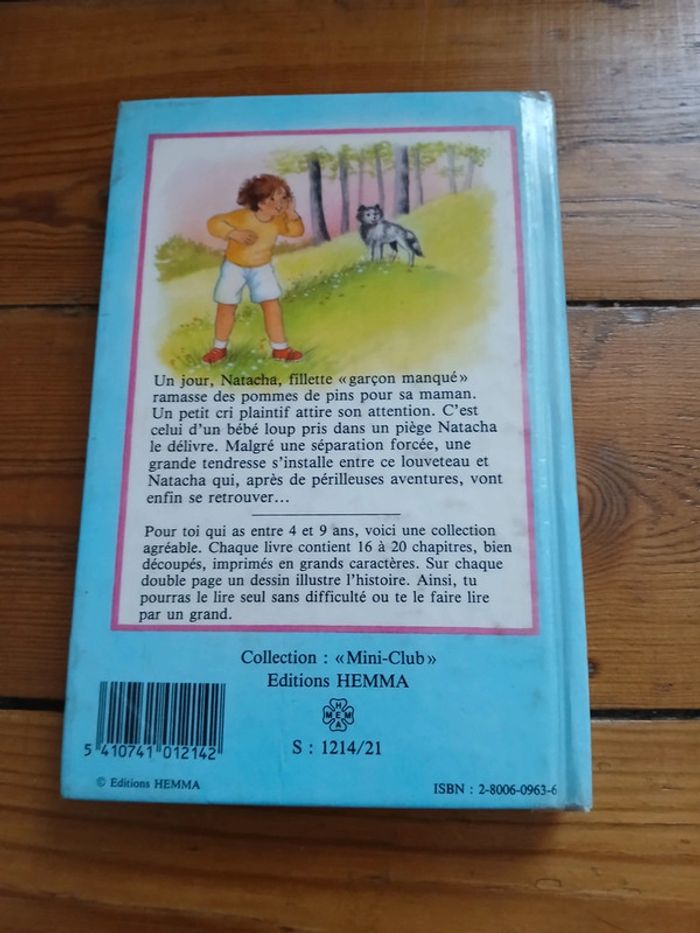 Un jour, Natacha, fillette «garçon manqué»
ramasse des pommes de pins pour sa maman.
Un petit cri plaintif attire son attention. C'est
celui d'un bébé loup pris dans un piège Natacha
le délivre. Malgré une séparation forcée, une
grande tendresse s'installe entre ce louveteau et
Natacha qui, après de périlleuses aventures, vont
enfin se retrouver...
Pour toi qui as entre 4 et 9 ans, voici une collection
agréable. Chaque livre contient 16 à 20 chapitres, bien
découpés, imprimés en grands caractères. Sur chaque
double page un dessin illustre l'histoire. Ainsi, tu
pourras le lire seul sans difficulté ou te le faire lire
par un grand.
Collection : «Mini-Club»
Editions HEMMA
HEMMA
S : 1214/21
5 410741 012142
© Editions HEMMA
ISBN : 2-8006-0963-6